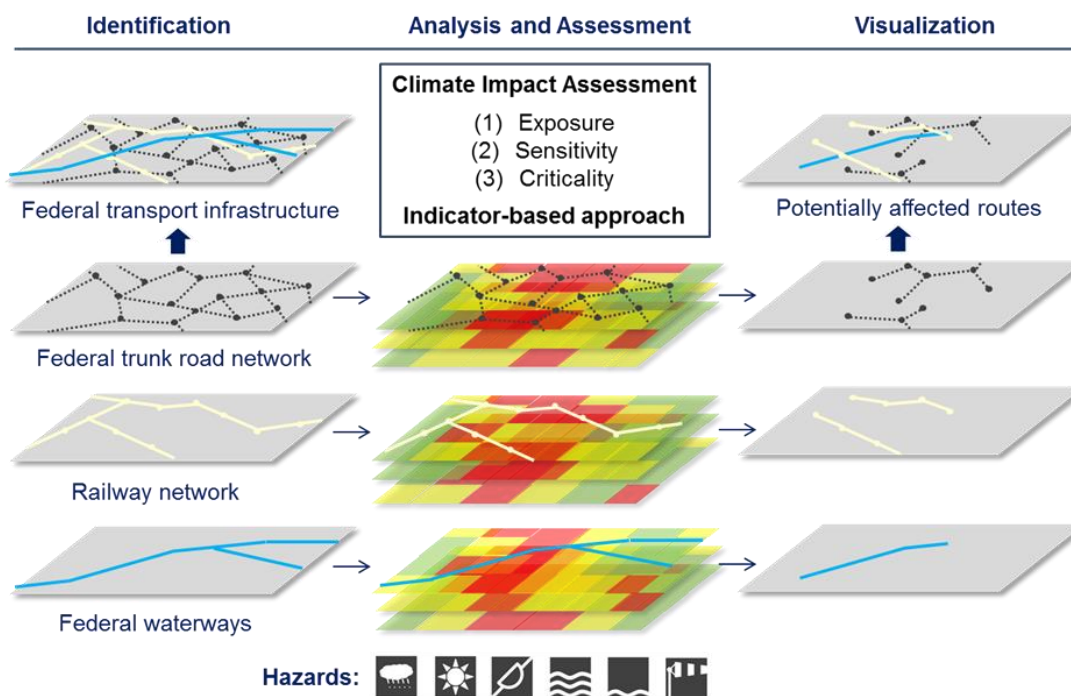 Identification
Analysis and Assessment
Visualization
Climate Impact Assessment
(1) Exposure
(2) Sensitivity
(3) Criticality
Indicator-based approach
Federal transport infrastructure
Potentially affected routes
Federal trunk road network
Railway network
Federal waterways
Hazards: